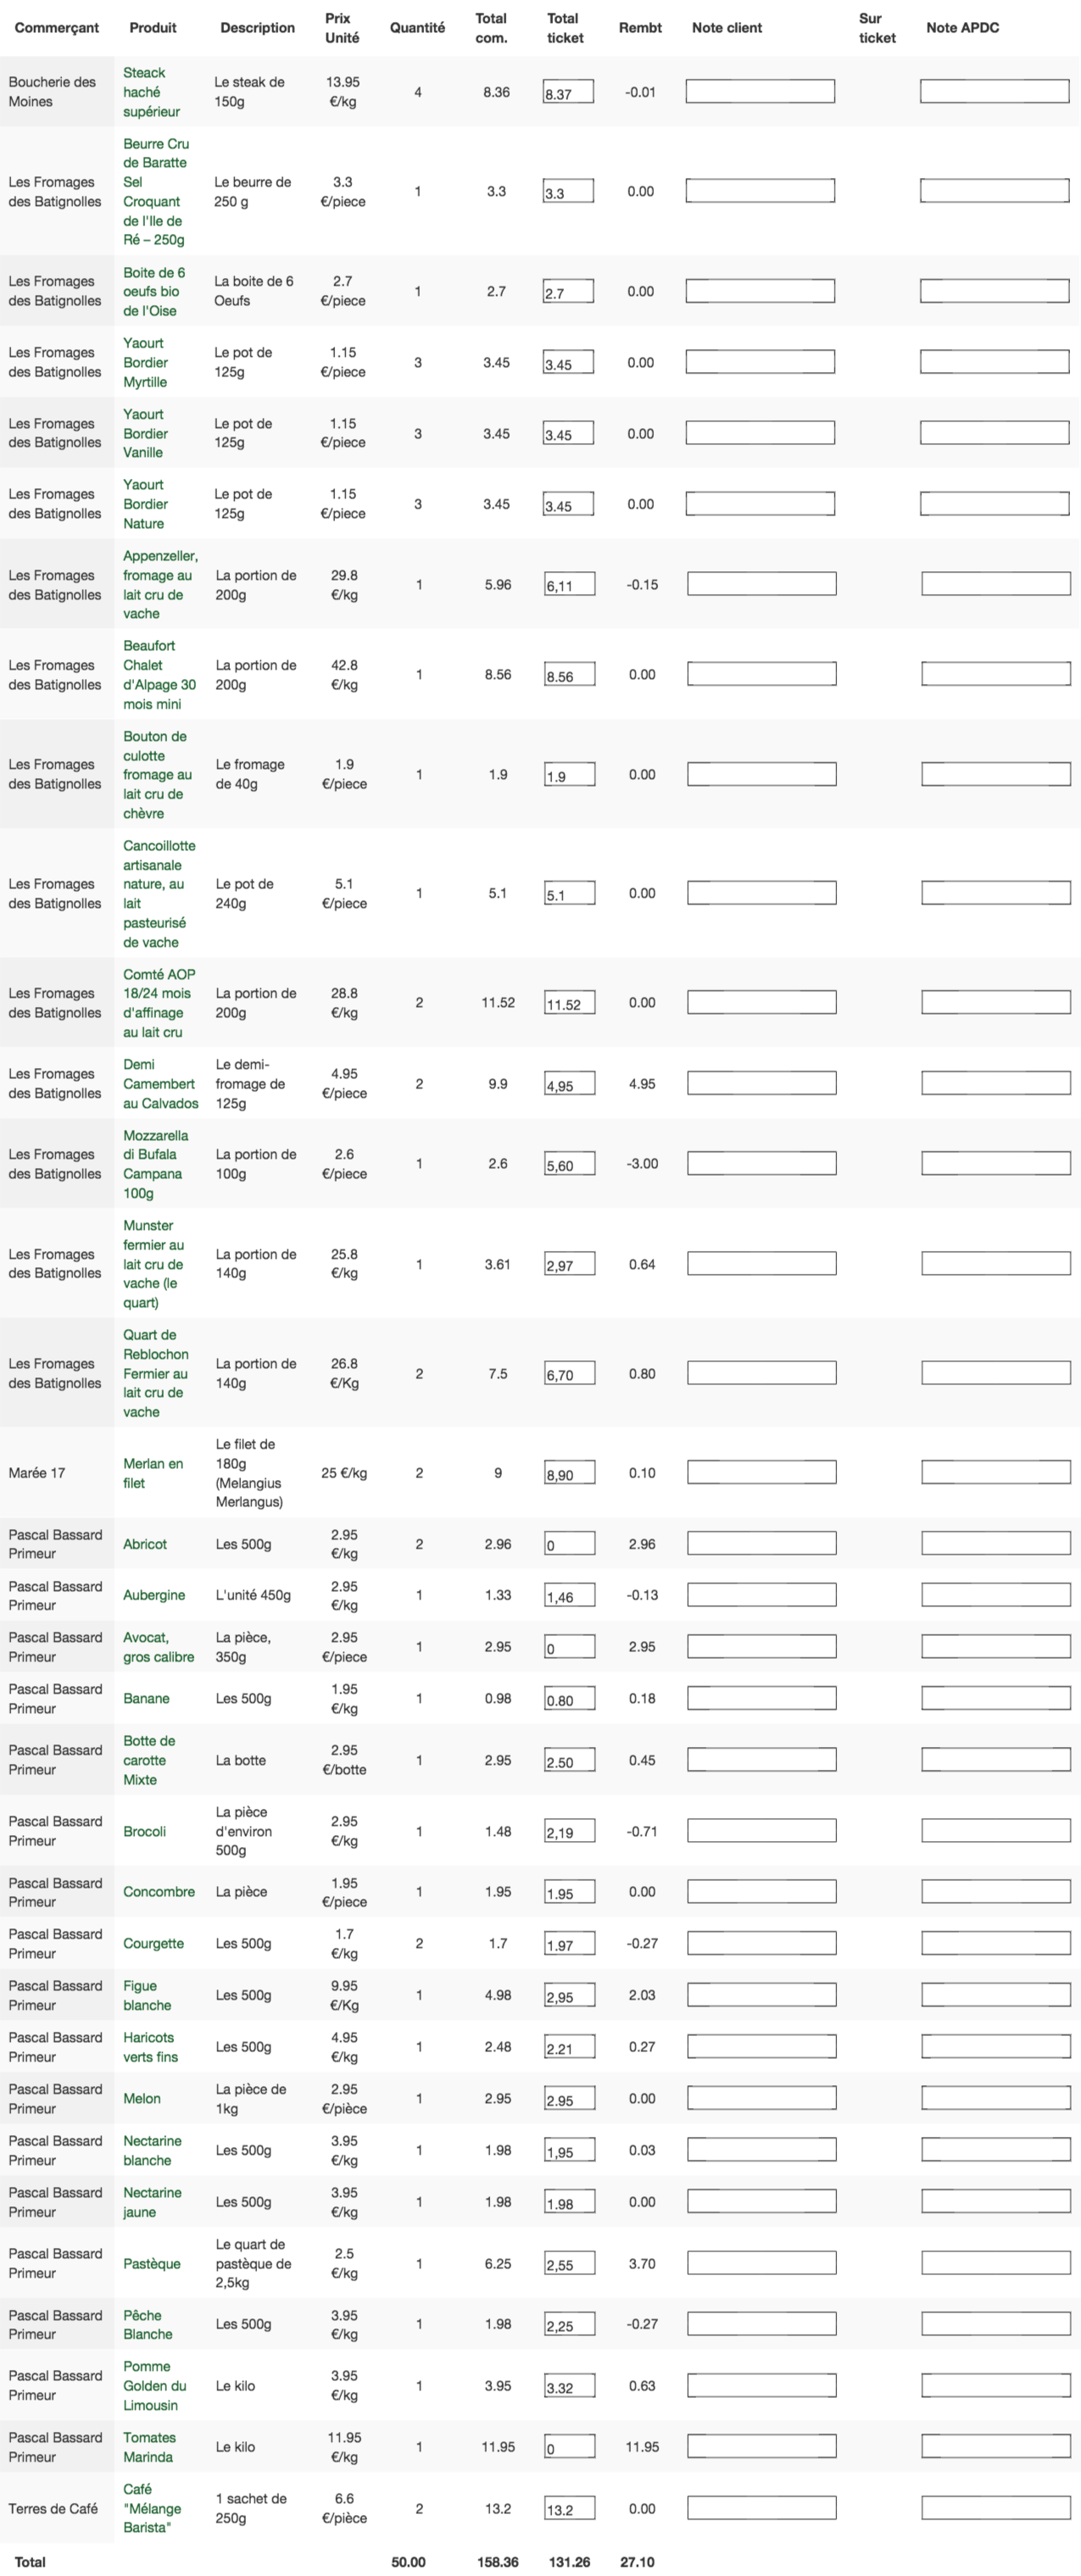 Commerçant Produit Description Prix Unité Quantité Total com. Total ticket Rembt Note client Sur ticket Note APDC
Boucherie des Moines Steack haché supérieur Le steak de 150g 13.95 €/kg 4 8.36 8.37 -0.01
Les Fromages des Batignolles Beurre Cru de Baratte Sel Croquant de l'Ile de Ré – 250g Le beurre de 250 g 3.3 €/piece 1 3.3 3.3 0.00
Les Fromages des Batignolles Boite de 6 oeufs bio de l'Oise La boite de 6 Oeufs 2.7 €/piece 1 2.7 2.7 0.00
Les Fromages des Batignolles Yaourt Bordier Myrtille Le pot de 125g 1.15 €/piece 3 3.45 3.45 0.00
Les Fromages des Batignolles Yaourt Bordier Vanille Le pot de 125g 1.15 €/piece 3 3.45 3.45 0.00
Les Fromages des Batignolles Yaourt Bordier Nature Le pot de 125g 1.15 €/piece 3 3.45 3.45 0.00
Les Fromages des Batignolles Appenzeller, fromage au lait cru de vache La portion de 200g 29.8 €/kg 1 5.96 6,11 -0.15
Les Fromages des Batignolles Beaufort Chalet d'Alpage 30 mois mini La portion de 200g 42.8 €/kg 1 8.56 8.56 0.00
Les Fromages des Batignolles Bouton de culotte fromage au lait cru de chèvre Le fromage de 40g 1.9 €/piece 1 1.9 1.9 0.00
Les Fromages des Batignolles Cancoillotte artisanale nature, au lait pasteurisé de vache Le pot de 240g 5.1 €/piece 1 5.1 5.1 0.00
Les Fromages des Batignolles Comté AOP 18/24 mois d'affinage au lait cru La portion de 200g 28.8 €/kg 2 11.52 11.52 0.00
Les Fromages des Batignolles Demi Camembert au Calvados Le demi-fromage de 125g 4.95 €/piece 2 9.9 4,95 4.95
Les Fromages des Batignolles Mozzarella di Bufala Campana 100g La portion de 100g 2.6 €/piece 1 2.6 5,60 -3.00
Les Fromages des Batignolles Munster fermier au lait cru de vache (le quart) La portion de 140g 25.8 €/kg 1 3.61 2,97 0.64
Les Fromages des Batignolles Quart de Reblochon Fermier au lait cru de vache La portion de 140g 26.8 €/Kg 2 7.5 6,70 0.80
Marée 17 Merlan en filet Le filet de 180g (Melangius Merlangus) 25 €/kg 2 9 8,90 0.10
Pascal Bassard Primeur Abricot Les 500g 2.95 €/kg 2 2.96 0 2.96
Pascal Bassard Primeur Aubergine L'unité 450g 2.95 €/kg 1 1.33 1,46 -0.13
Pascal Bassard Primeur Avocat, gros calibre La pièce, 350g 2.95 €/piece 1 2.95 0 2.95
Pascal Bassard Primeur Banane Les 500g 1.95 €/kg 1 0.98 0.80 0.18
Pascal Bassard Primeur Botte de carotte Mixte La botte 2.95 €/botte 1 2.95 2.50 0.45
Pascal Bassard Primeur Brocoli La pièce d'environ 500g 2.95 €/kg 1 1.48 2,19 -0.71
Pascal Bassard Primeur Concombre La pièce 1.95 €/piece 1 1.95 1.95 0.00
Pascal Bassard Primeur Courgette Les 500g 1.7 €/kg 2 1.7 1.97 -0.27
Pascal Bassard Primeur Figue blanche Les 500g 9.95 €/Kg 1 4.98 2,95 2.03
Pascal Bassard Primeur Haricots verts fins Les 500g 4.95 €/kg 1 2.48 2.21 0.27
Pascal Bassard Primeur Melon La pièce de 1kg 2.95 €/pièce 1 2.95 2.95 0.00
Pascal Bassard Primeur Nectarine blanche Les 500g 3.95 €/kg 1 1.98 1,95 0.03
Pascal Bassard Primeur Nectarine jaune Les 500g 3.95 €/kg 1 1.98 1.98 0.00
Pascal Bassard Primeur Pastèque Le quart de pastèque de 2,5kg 2.5 €/kg 1 6.25 2,55 3.70
Pascal Bassard Primeur Pêche Blanche Les 500g 3.95 €/kg 1 1.98 2,25 -0.27
Pascal Bassard Primeur Pomme Golden du Limousin Le kilo 3.95 €/kg 1 3.95 3.32 0.63
Pascal Bassard Primeur Tomates Marinda Le kilo 11.95 €/kg 1 11.95 0 11.95
Terres de Café Café "Mélange Barista" 1 sachet de 250g 6.6 €/pièce 2 13.2 13.2 0.00
Total 50.00 158.36 131.26 27.10